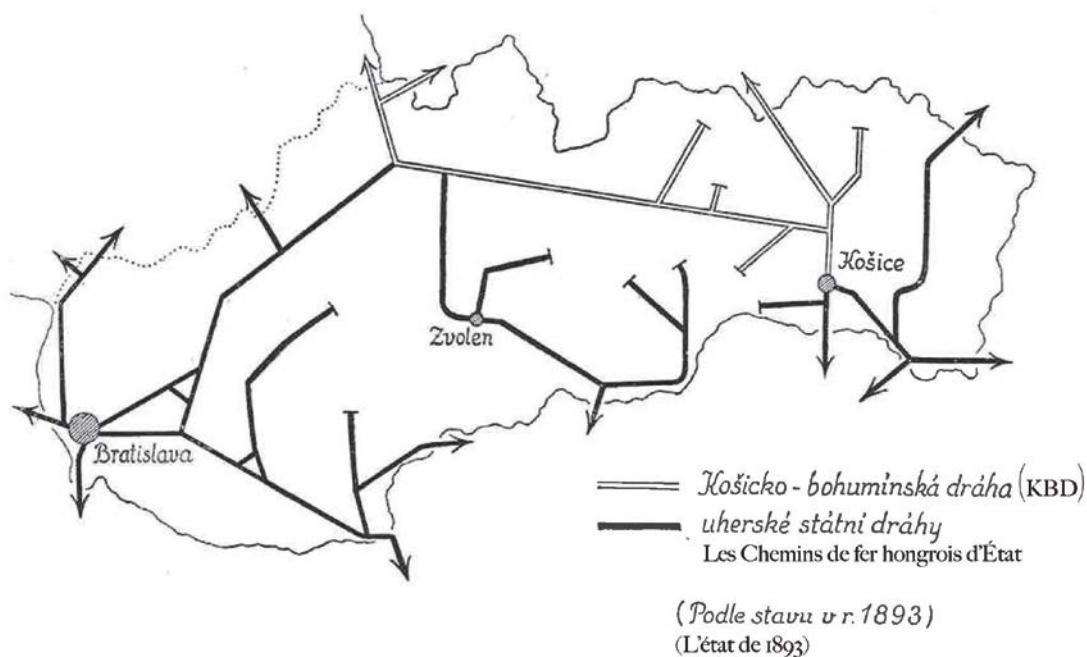 Košice
Zvolen
Bratislava
Košicko - bohumínská dráha (KBD)
uherské státní dráhy
Les Chemins de fer hongrois d'État
(Podle stavu v r. 1893)
(L'état de 1893)